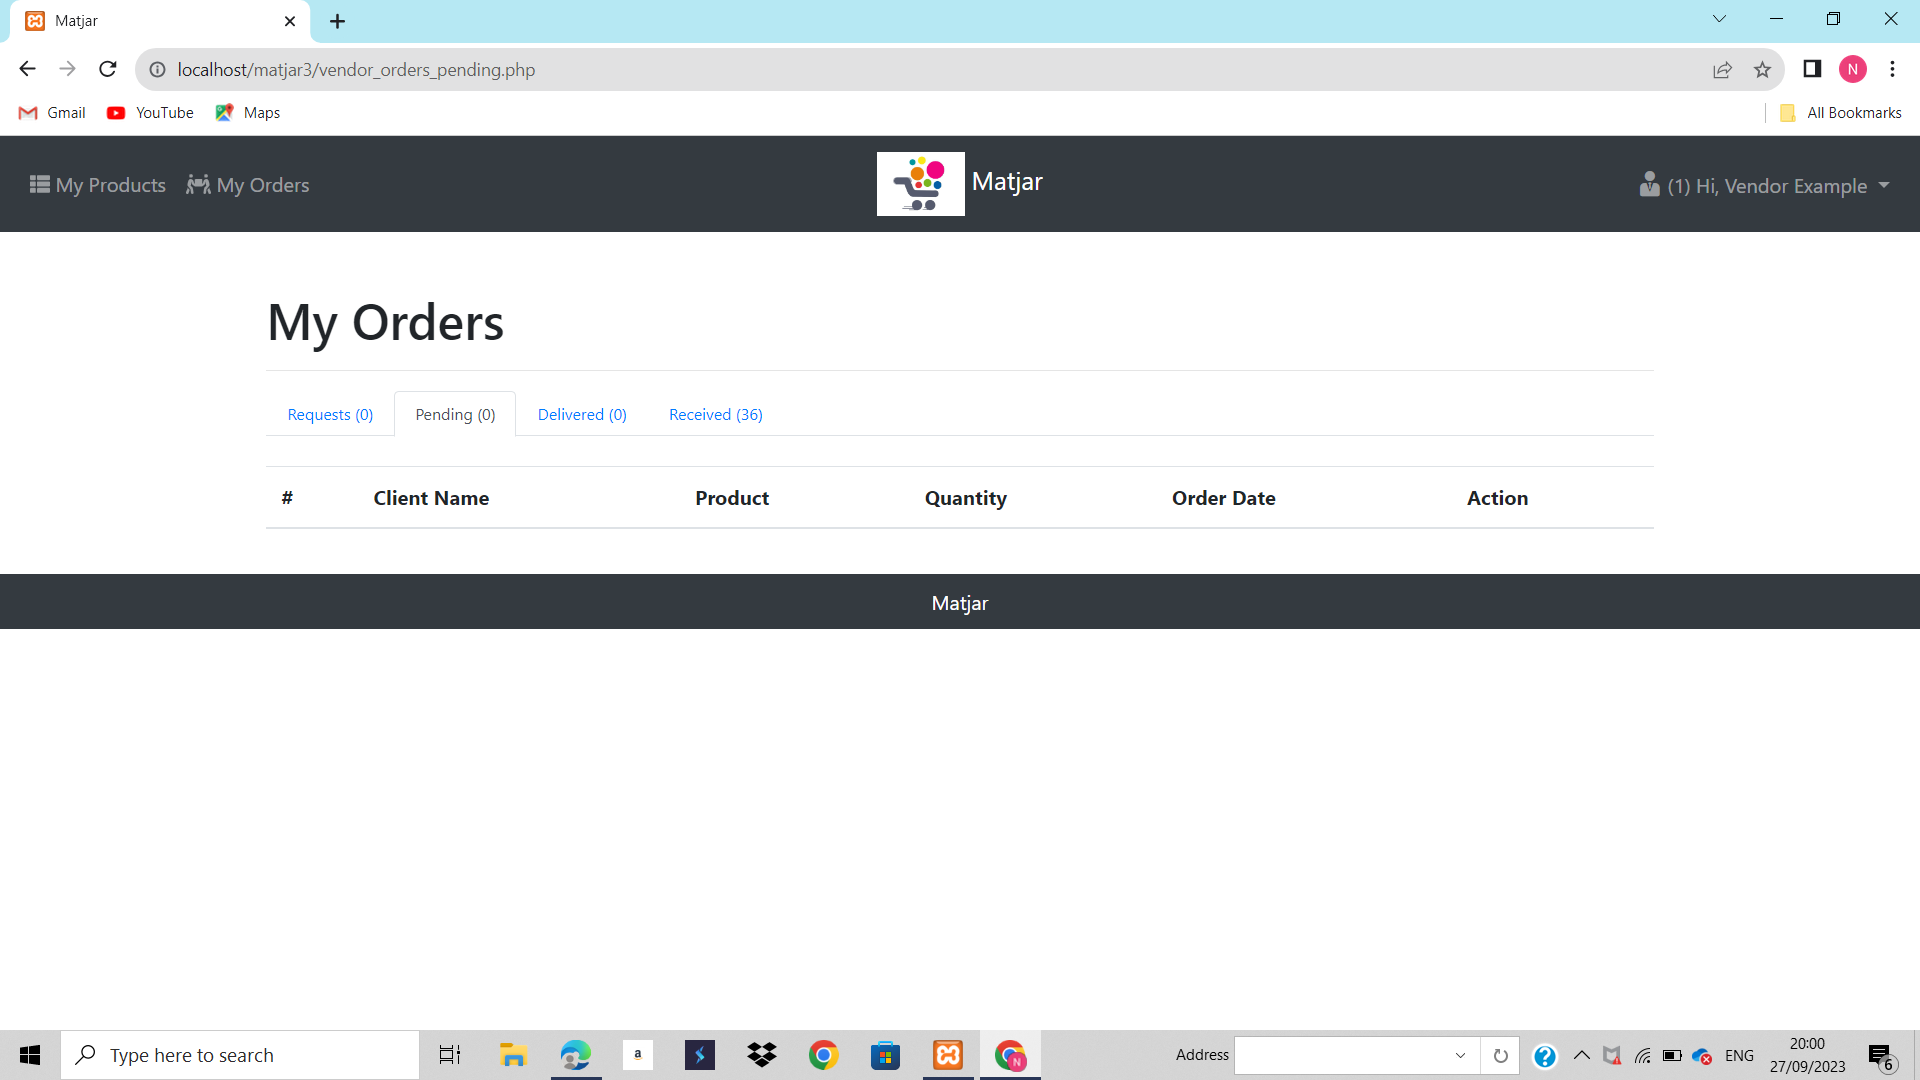 Matjar
localhost/matjar3/vendor_orders_pending.php
N
Gmail
YouTube
Maps
All Bookmarks
My Products
My Orders
Matjar
(1) Hi, Vendor Example
My Orders
Requests (0)
Pending (0)
Delivered (0)
Received (36)
# Client Name Product Quantity Order Date Action
Matjar
Type here to search
a
N
Address
ENG
20:00
27/09/2023
6